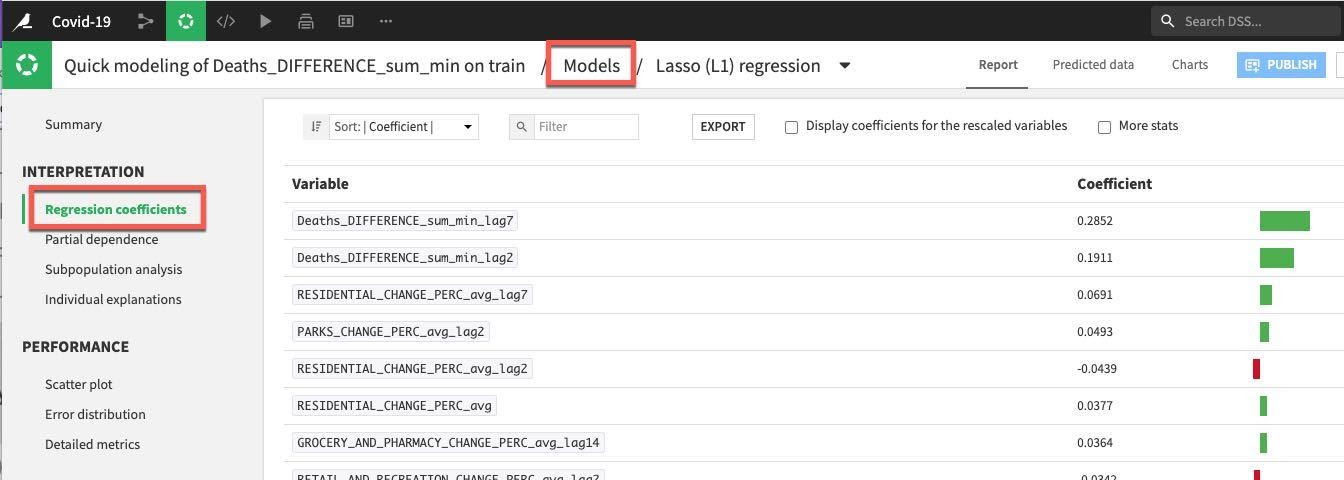 Covid-19 </> ... Search DSS...
Quick modeling of Deaths_DIFFERENCE_sum_min on train / Models / Lasso (L1) regression Report Predicted data Charts PUBLISH
Summary
Sort: | Coefficient | Filter EXPORT Display coefficients for the rescaled variables More stats
INTERPRETATION
Regression coefficients
Partial dependence
Subpopulation analysis
Individual explanations
PERFORMANCE
Scatter plot
Error distribution
Detailed metrics
Variable Coefficient
Deaths_DIFFERENCE_sum_min_lag7 0.2852
Deaths_DIFFERENCE_sum_min_lag2 0.1911
RESIDENTIAL_CHANGE_PERC_avg_lag7 0.0691
PARKS_CHANGE_PERC_avg_lag2 0.0493
RESIDENTIAL_CHANGE_PERC_avg_lag2 -0.0439
RESIDENTIAL_CHANGE_PERC_avg 0.0377
GROCERY_AND_PHARMACY_CHANGE_PERC_avg_lag14 0.0364